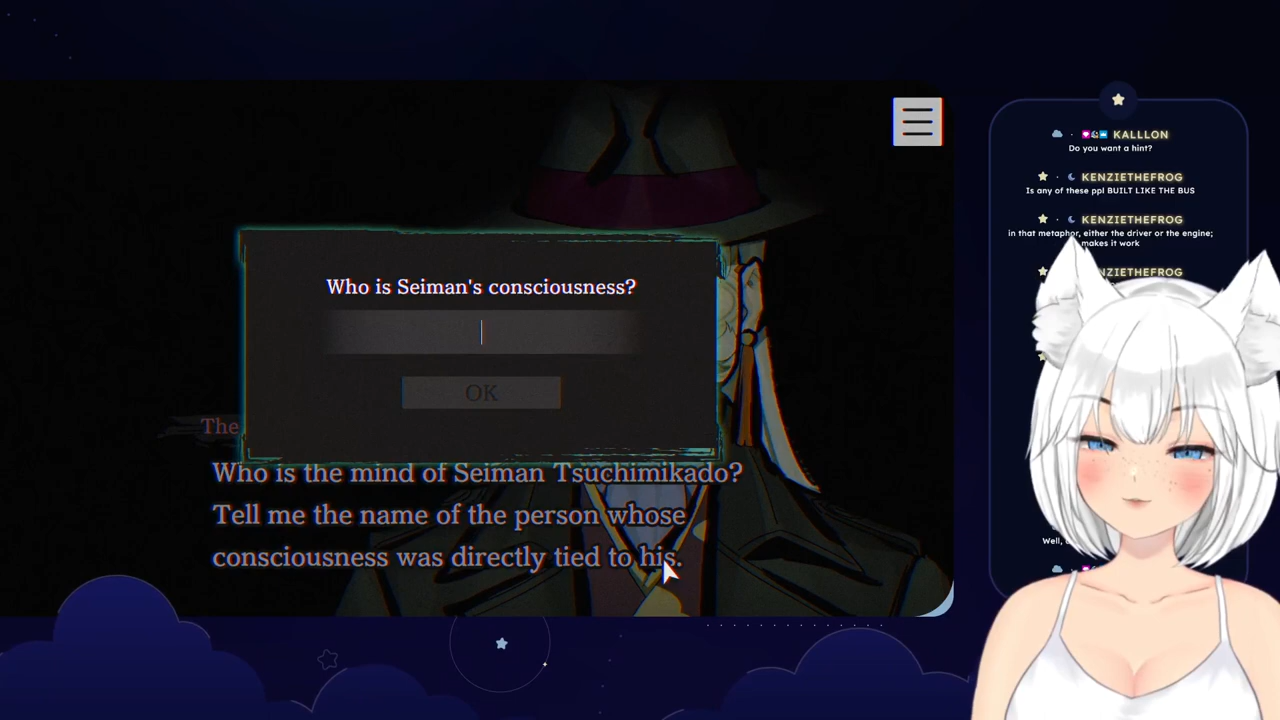 Who is Seiman's consciousness?
OK
The
Who is the mind of Seiman Tsuchimikado?
Tell me the name of the person whose
consciousness was directly tied to his.
KALLLON
Do you want a hint?
KENZIETHEFROG
Is any of these ppl BUILT LIKE THE BUS
KENZIETHEFROG
in that metaphor, either the driver or the engine;
makes it work
NZIETHEFROG
Well,